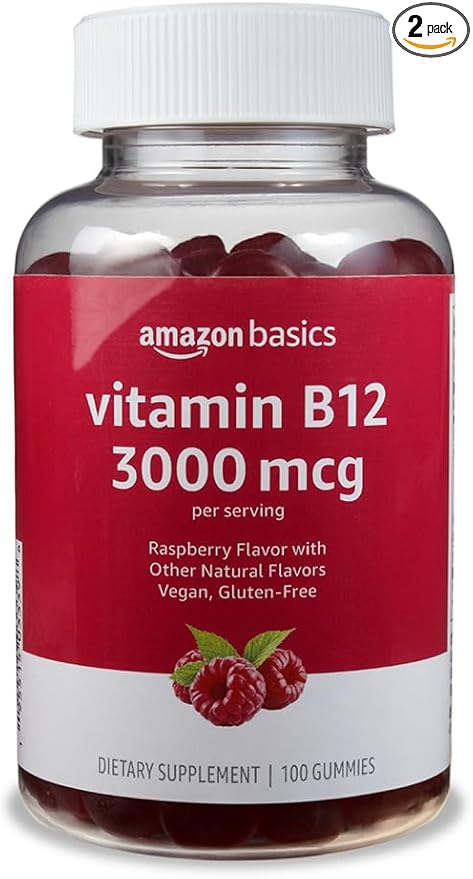 2
pack
amazon basics
vitamin B12
3000 mcg
per serving
Raspberry Flavor with
Other Natural Flavors
Vegan, Gluten-Free
DIETARY SUPPLEMENT | 100 GUMMIES